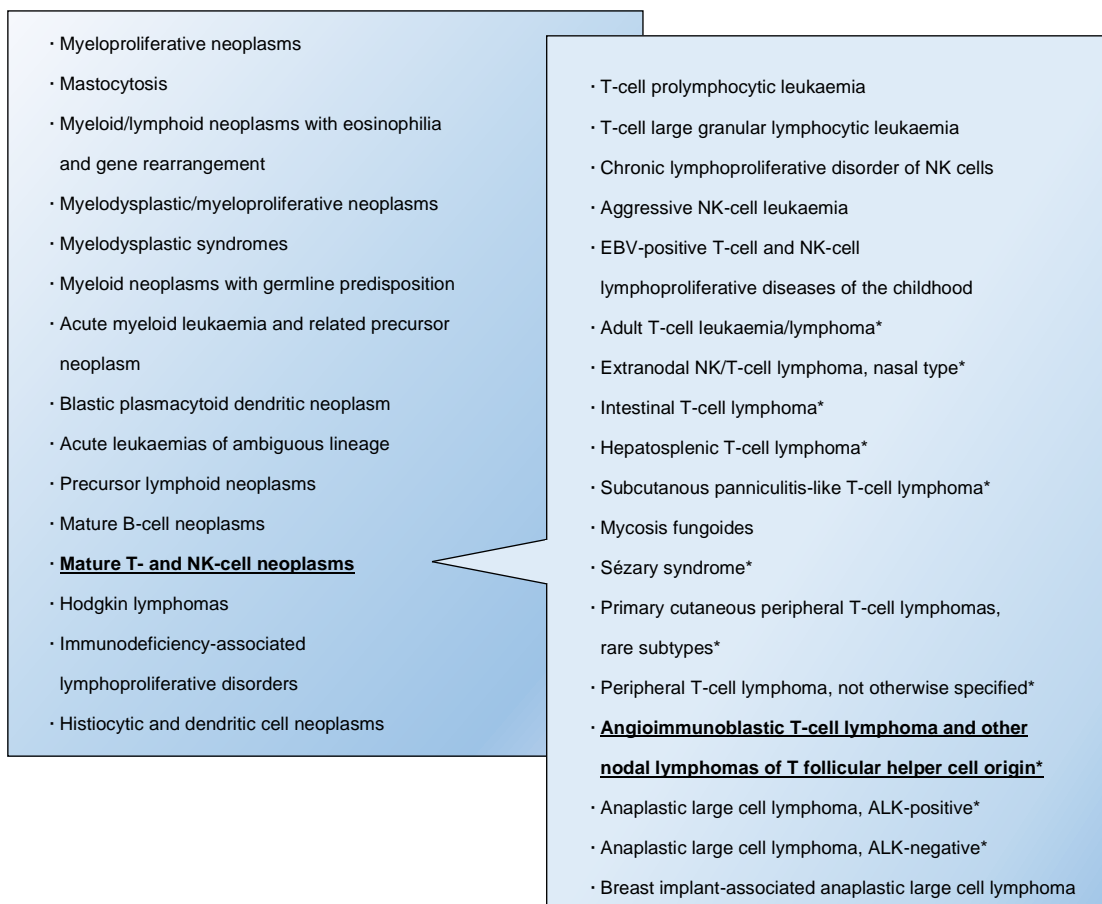 · Myeloproliferative neoplasms
· Mastocytosis
· Myeloid/lymphoid neoplasms with eosinophilia
and gene rearrangement
· Myelodysplastic/myeloproliferative neoplasms
· Myelodysplastic syndromes
· Myeloid neoplasms with germline predisposition
· Acute myeloid leukaemia and related precursor
neoplasm
· Blastic plasmacytoid dendritic neoplasm
· Acute leukaemias of ambiguous lineage
· Precursor lymphoid neoplasms
· Mature B-cell neoplasms
· Mature T- and NK-cell neoplasms
· Hodgkin lymphomas
· Immunodeficiency-associated
lymphoproliferative disorders
· Histiocytic and dendritic cell neoplasms
· T-cell prolymphocytic leukaemia
· T-cell large granular lymphocytic leukaemia
· Chronic lymphoproliferative disorder of NK cells
· Aggressive NK-cell leukaemia
· EBV-positive T-cell and NK-cell
lymphoproliferative diseases of the childhood
· Adult T-cell leukaemia/lymphoma*
· Extranodal NK/T-cell lymphoma, nasal type*
· Intestinal T-cell lymphoma*
· Hepatosplenic T-cell lymphoma*
· Subcutanous panniculitis-like T-cell lymphoma*
· Mycosis fungoides
· Sézary syndrome*
· Primary cutaneous peripheral T-cell lymphomas,
rare subtypes*
· Peripheral T-cell lymphoma, not otherwise specified*
· Angioimmunoblastic T-cell lymphoma and other
nodal lymphomas of T follicular helper cell origin*
· Anaplastic large cell lymphoma, ALK-positive*
· Anaplastic large cell lymphoma, ALK-negative*
· Breast implant-associated anaplastic large cell lymphoma